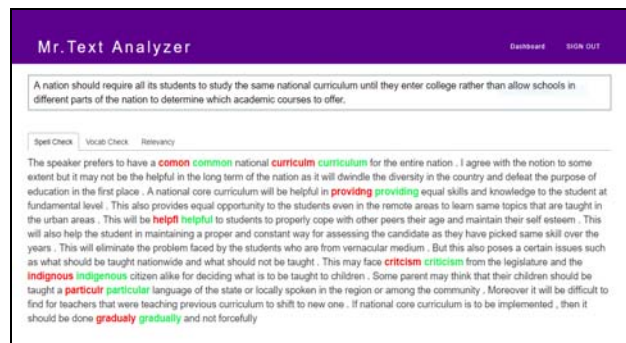 Mr.Text Analyzer
Dashboard SIGN OUT
A nation should require all its students to study the same national curriculum until they enter college rather than allow schools in
different parts of the nation to determine which academic courses to offer.
Spell Check Vocab Check Relevancy
The speaker prefers to have a comon common national curriculm curriculum for the entire nation . I agree with the notion to some
extent but it may not be the helpful in the long term of the nation as it will dwindle the diversity in the country and defeat the purpose of
education in the first place . A national core curriculum will be helpful in providng providing equal skills and knowledge to the student at
fundamental level . This also provides equal opportunity to the students even in the remote areas to learn same topics that are taught in
the urban areas . This will be helpfl helpful to students to properly cope with other peers their age and maintain their self esteem . This
will also help the student in maintaining a proper and constant way for assessing the candidate as they have picked same skill over the
years . This will eliminate the problem faced by the students who are from vernacular medium . But this also poses a certain issues such
as what should be taught nationwide and what should not be taught . This may face critcism criticism from the legislature and the
indignous indigenous citizen alike for deciding what is to be taught to children . Some parent may think that their children should be
taught a particulr particular language of the state or locally spoken in the region or among the community . Moreover it will be difficult to
find for teachers that were teaching previous curriculum to shift to new one . If national core curriculum is to be implemented , then it
should be done gradualy gradually and not forcefully